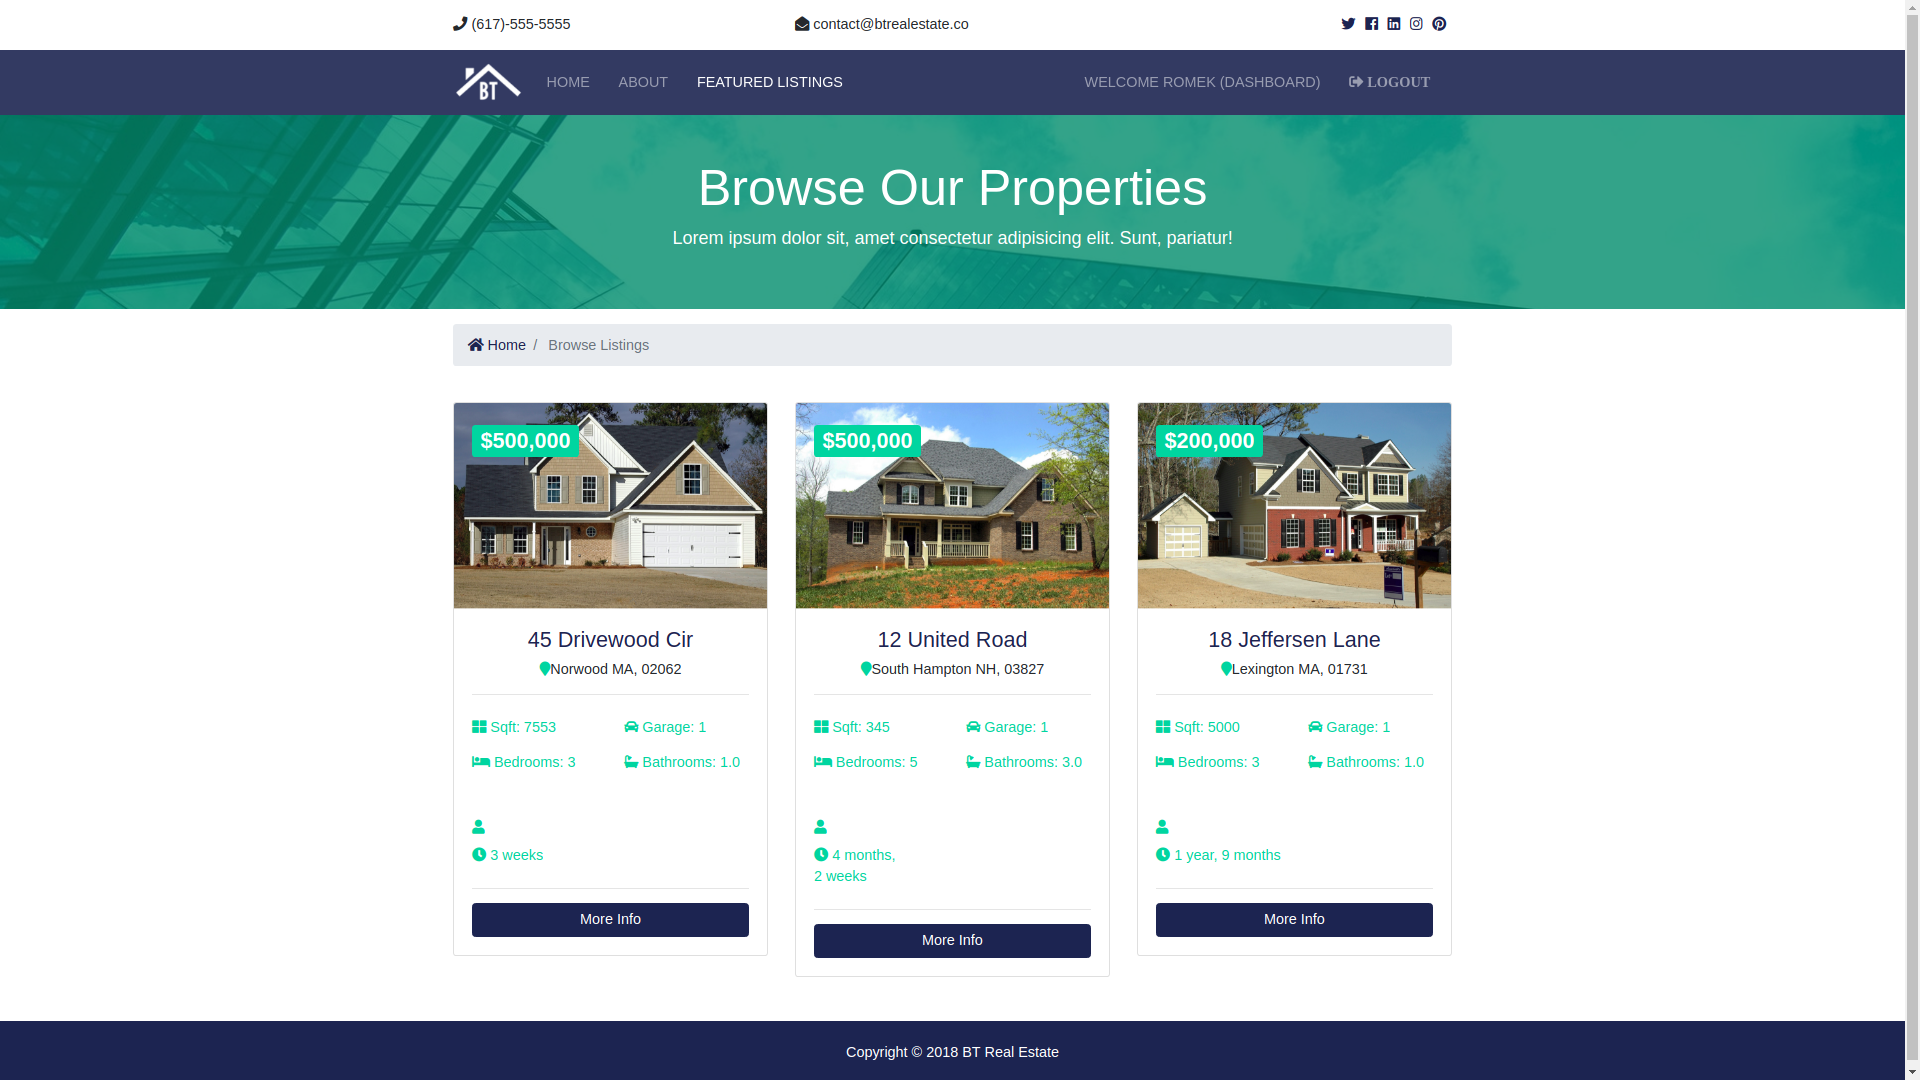 (617)-555-5555
contact@btrealestate.co
BT
HOME
ABOUT
FEATURED LISTINGS
WELCOME ROMEK (DASHBOARD)
LOGOUT
Browse Our Properties
Lorem ipsum dolor sit, amet consectetur adipisicing elit. Sunt, pariatur!
Home / Browse Listings
$500,000
45 Drivewood Cir
Norwood MA, 02062
Sqft: 7553
Garage: 1
Bedrooms: 3
Bathrooms: 1.0
3 weeks
More Info
$500,000
12 United Road
South Hampton NH, 03827
Sqft: 345
Garage: 1
Bedrooms: 5
Bathrooms: 3.0
4 months,
2 weeks
More Info
$200,000
18 Jeffersen Lane
Lexington MA, 01731
Sqft: 5000
Garage: 1
Bedrooms: 3
Bathrooms: 1.0
1 year, 9 months
More Info
Copyright © 2018 BT Real Estate